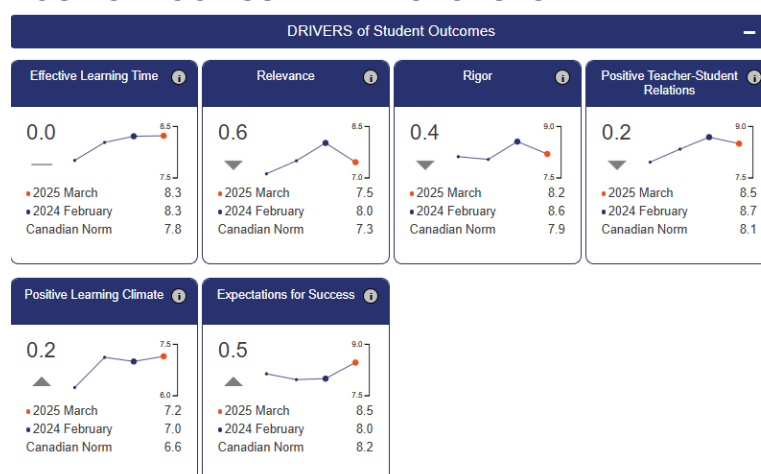 DRIVERS of Student Outcomes
Effective Learning Time
0.0
8.5
7.5
2025 March 8.3
2024 February 8.3
Canadian Norm 7.8
Relevance
0.6
8.5
7.0
2025 March 7.5
2024 February 8.0
Canadian Norm 7.3
Rigor
0.4
9.0
7.5
2025 March 8.2
2024 February 8.6
Canadian Norm 7.9
Positive Teacher-Student
Relations
0.2
9.0
7.5
2025 March 8.5
2024 February 8.7
Canadian Norm 8.1
Positive Learning Climate
0.2
7.5
6.0
2025 March 7.2
2024 February 7.0
Canadian Norm 6.6
Expectations for Success
0.5
9.0
7.5
2025 March 8.5
2024 February 8.0
Canadian Norm 8.2